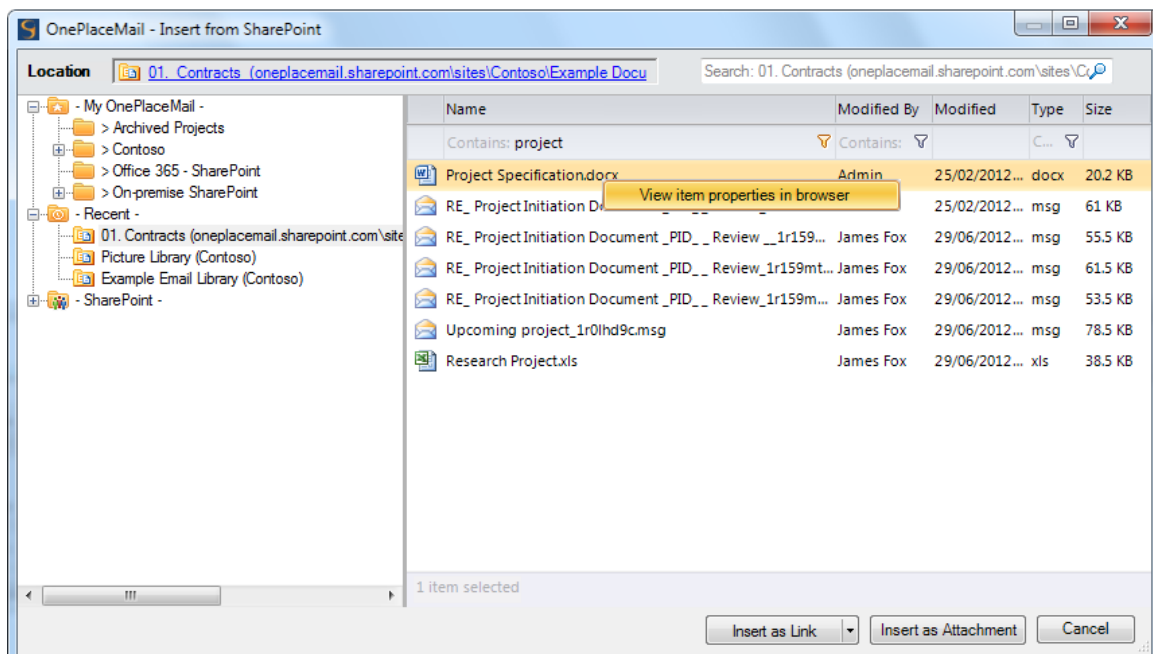 OnePlaceMail - Insert from SharePoint
Location 01. Contracts (oneplacemail.sharepoint.com\sites\Contoso\Example Docu Search: 01. Contracts (oneplacemail.sharepoint.com\sites\Co
- My OnePlaceMail -
> Archived Projects
> Contoso
> Office 365 - SharePoint
> On-premise SharePoint
- Recent -
01. Contracts (oneplacemail.sharepoint.com\site
Picture Library (Contoso)
Example Email Library (Contoso)
- SharePoint -
Name Modified By Modified Type Size
Contains: project Contains: C...
Project Specification.docx Admin 25/02/2012... docx 20.2 KB
View item properties in browser
RE_ Project Initiation 25/02/2012... msg 61 KB
RE_ Project Initiation Document _PID_ _ Review __1r159... James Fox 29/06/2012... msg 55.5 KB
RE_ Project Initiation Document _PID_ _ Review_1r159mt... James Fox 29/06/2012... msg 61.5 KB
RE_ Project Initiation Document _PID_ _ Review_1r159m... James Fox 29/06/2012... msg 53.5 KB
Upcoming project_1r0lhd9c.msg James Fox 29/06/2012... msg 78.5 KB
Research Project.xls James Fox 29/06/2012... xls 38.5 KB
1 item selected
Insert as Link Insert as Attachment Cancel